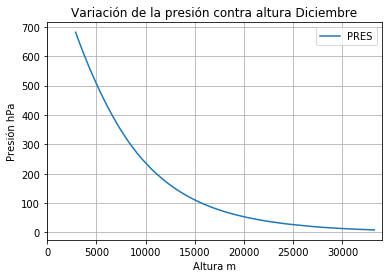 Variación de la presión contra altura Diciembre
PRES
Presión hPa
700
600
500
400
300
200
100
0
0 5000 10000 15000 20000 25000 30000
Altura m